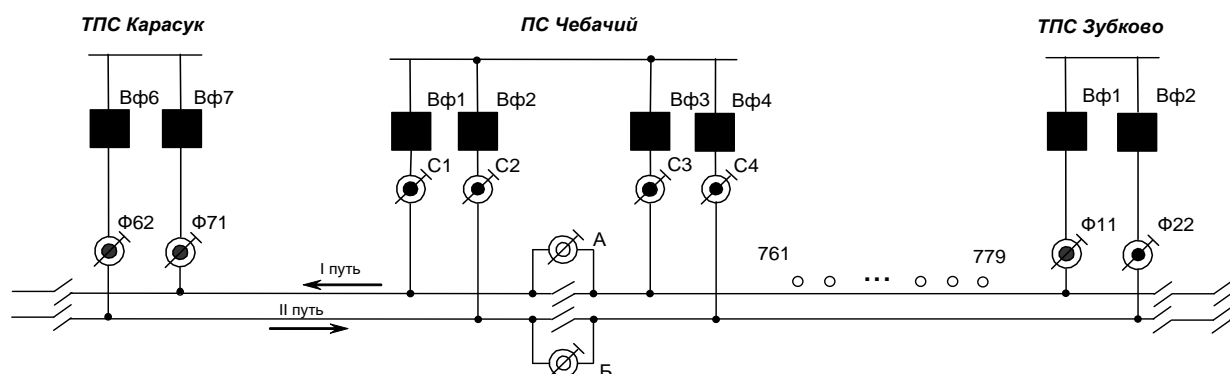 ТПС Карасук
ПС Чебачий
ТПС Зубково
Вф6
Вф7
Вф1
Вф2
Вф3
Вф4
Вф1
Вф2
С1
С2
С3
С4
Ф62
Ф71
А
761
...
779
Ф11
Ф22
I путь
II путь
Б